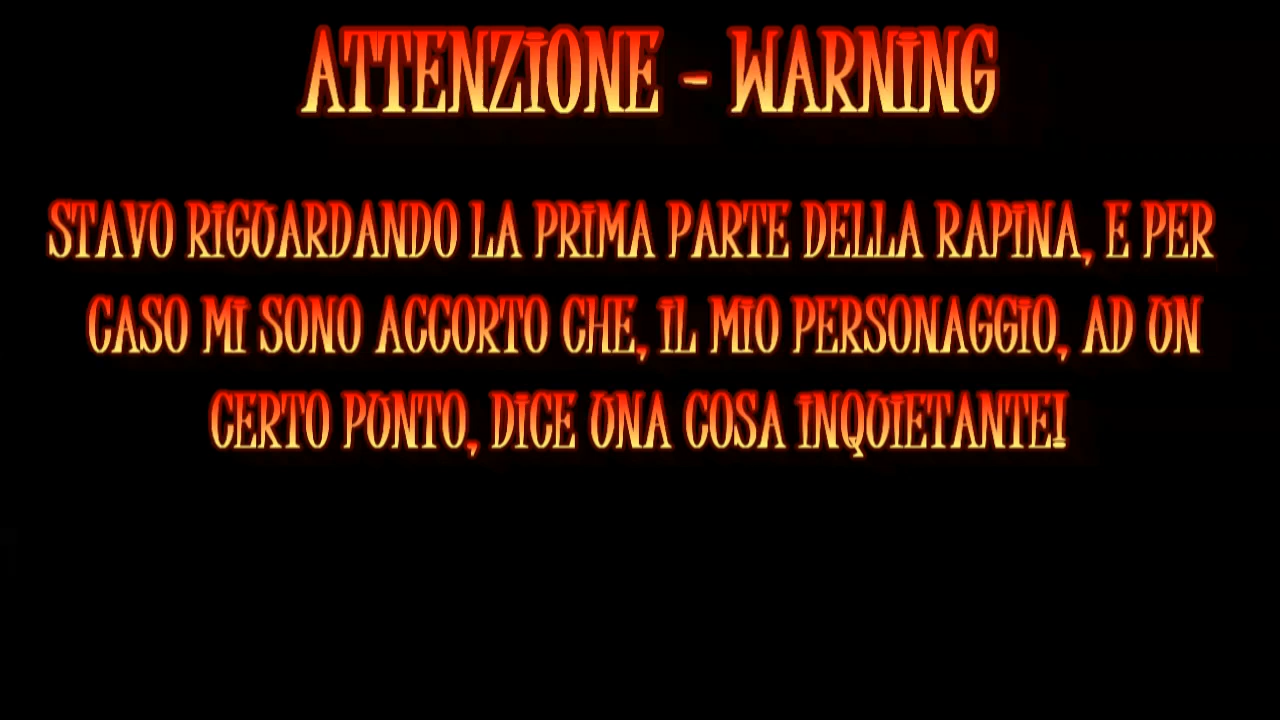 ATTENZIONE - WARNING
STAVO RIGUARDANDO LA PRIMA PARTE DELLA RAPINA, E PER
CASO MI SONO ACCORTO CHE, IL MIO PERSONAGGIO, AD UN
CERTO PUNTO, DICE UNA COSA INQUIETANTE!